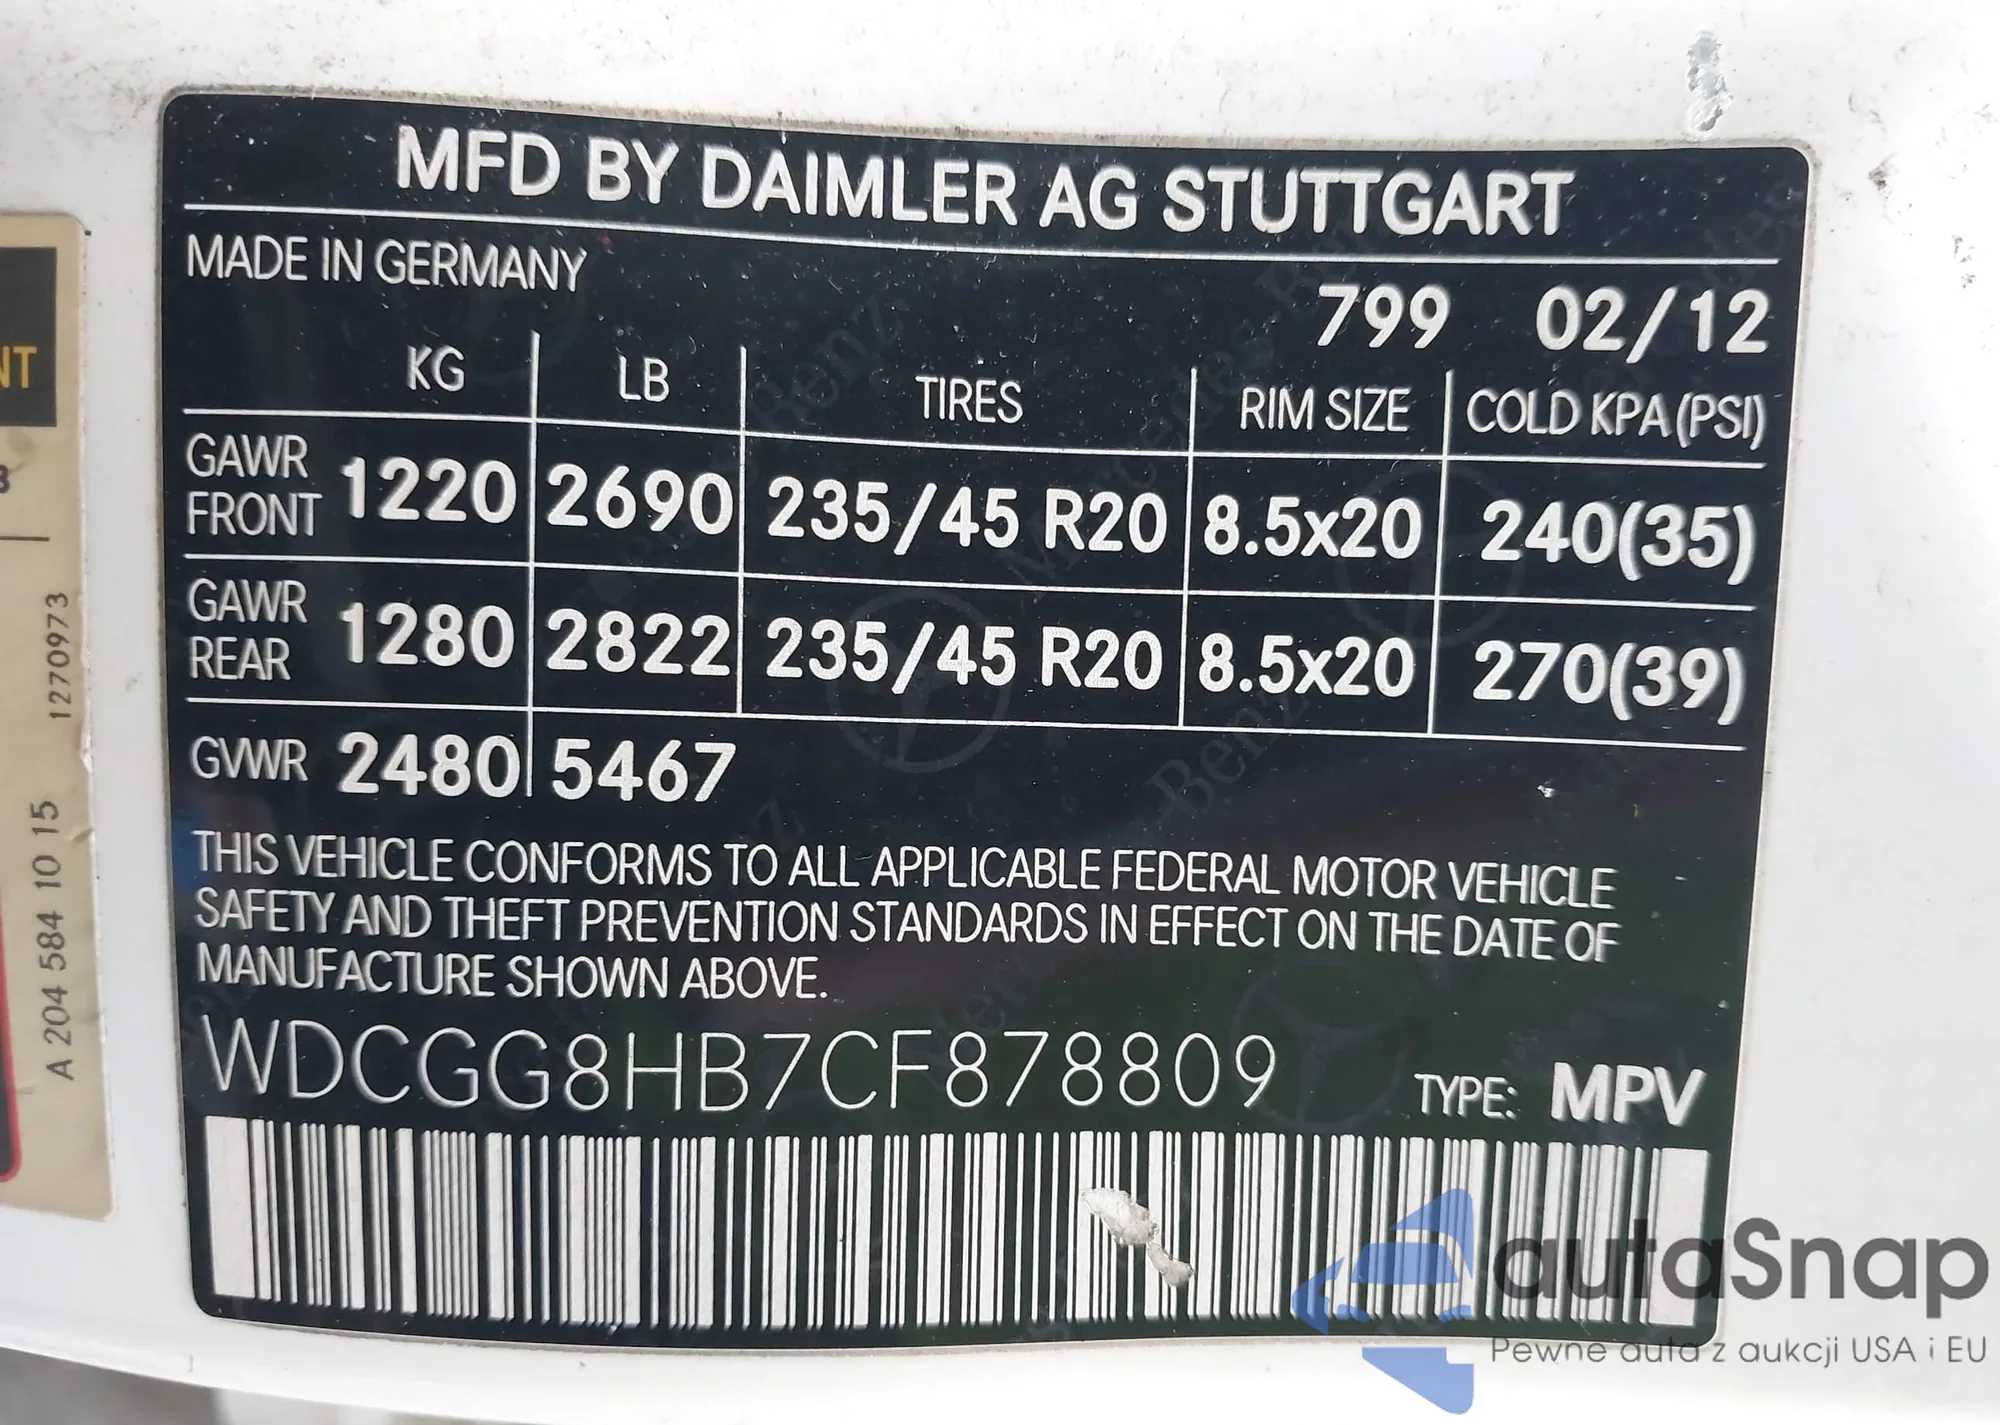 MFD BY DAIMLER AG STUTTGART
MADE IN GERMANY
799 02/12
KG LB TIRES RIM SIZE COLD KPA(PSI)
GAWR FRONT 1220 2690 235/45 R20 8.5x20 240(35)
GAWR REAR 1280 2822 235/45 R20 8.5x20 270(39)
GVWR 2480 5467
THIS VEHICLE CONFORMS TO ALL APPLICABLE FEDERAL MOTOR VEHICLE
SAFETY AND THEFT PREVENTION STANDARDS IN EFFECT ON THE DATE OF
MANUFACTURE SHOWN ABOVE.
WDCGG8HB7CF878809 TYPE: MPV
A 204 584 10 15 1270973
NT
autaSnap
Pewne auta z aukcji USA i EU